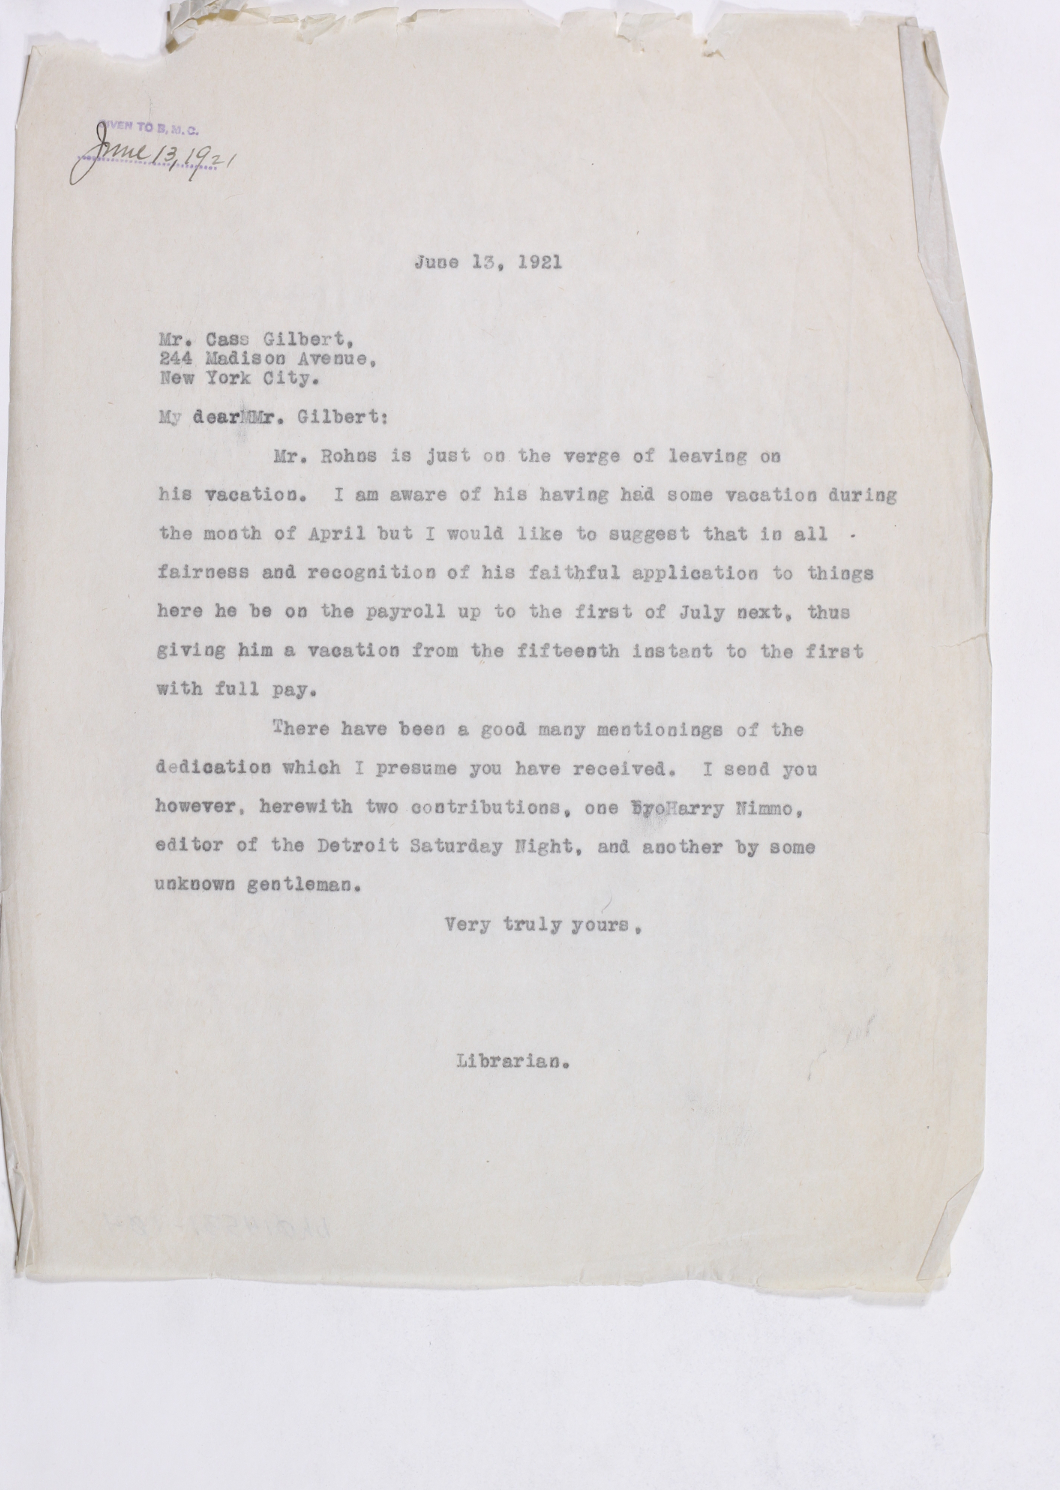 GIVEN TO B.M.C.
June 13, 1921
June 13, 1921
Mr. Cass Gilbert,
244 Madison Avenue,
New York City.
My dear Mr. Gilbert:
Mr. Rohns is just on the verge of leaving on
his vacation. I am aware of his having had some vacation during
the month of April but I would like to suggest that in all
fairness and recognition of his faithful application to things
here he be on the payroll up to the first of July next, thus
giving him a vacation from the fifteenth instant to the first
with full pay.
There have been a good many mentionings of the
dedication which I presume you have received. I send you
however, herewith two contributions, one by Harry Nimmo,
editor of the Detroit Saturday Night, and another by some
unknown gentleman.
Very truly yours,
Librarian.